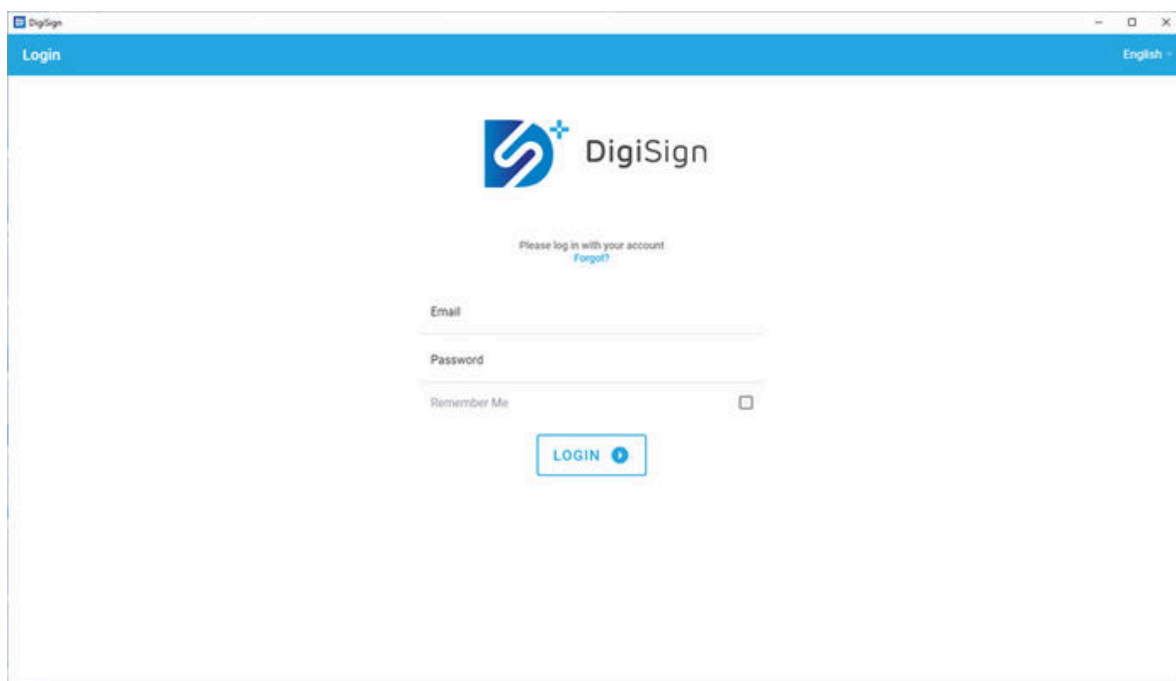 DigiSign
Login
English
DigiSign
Please log in with your account
Forgot?
Email
Password
Remember Me
LOGIN